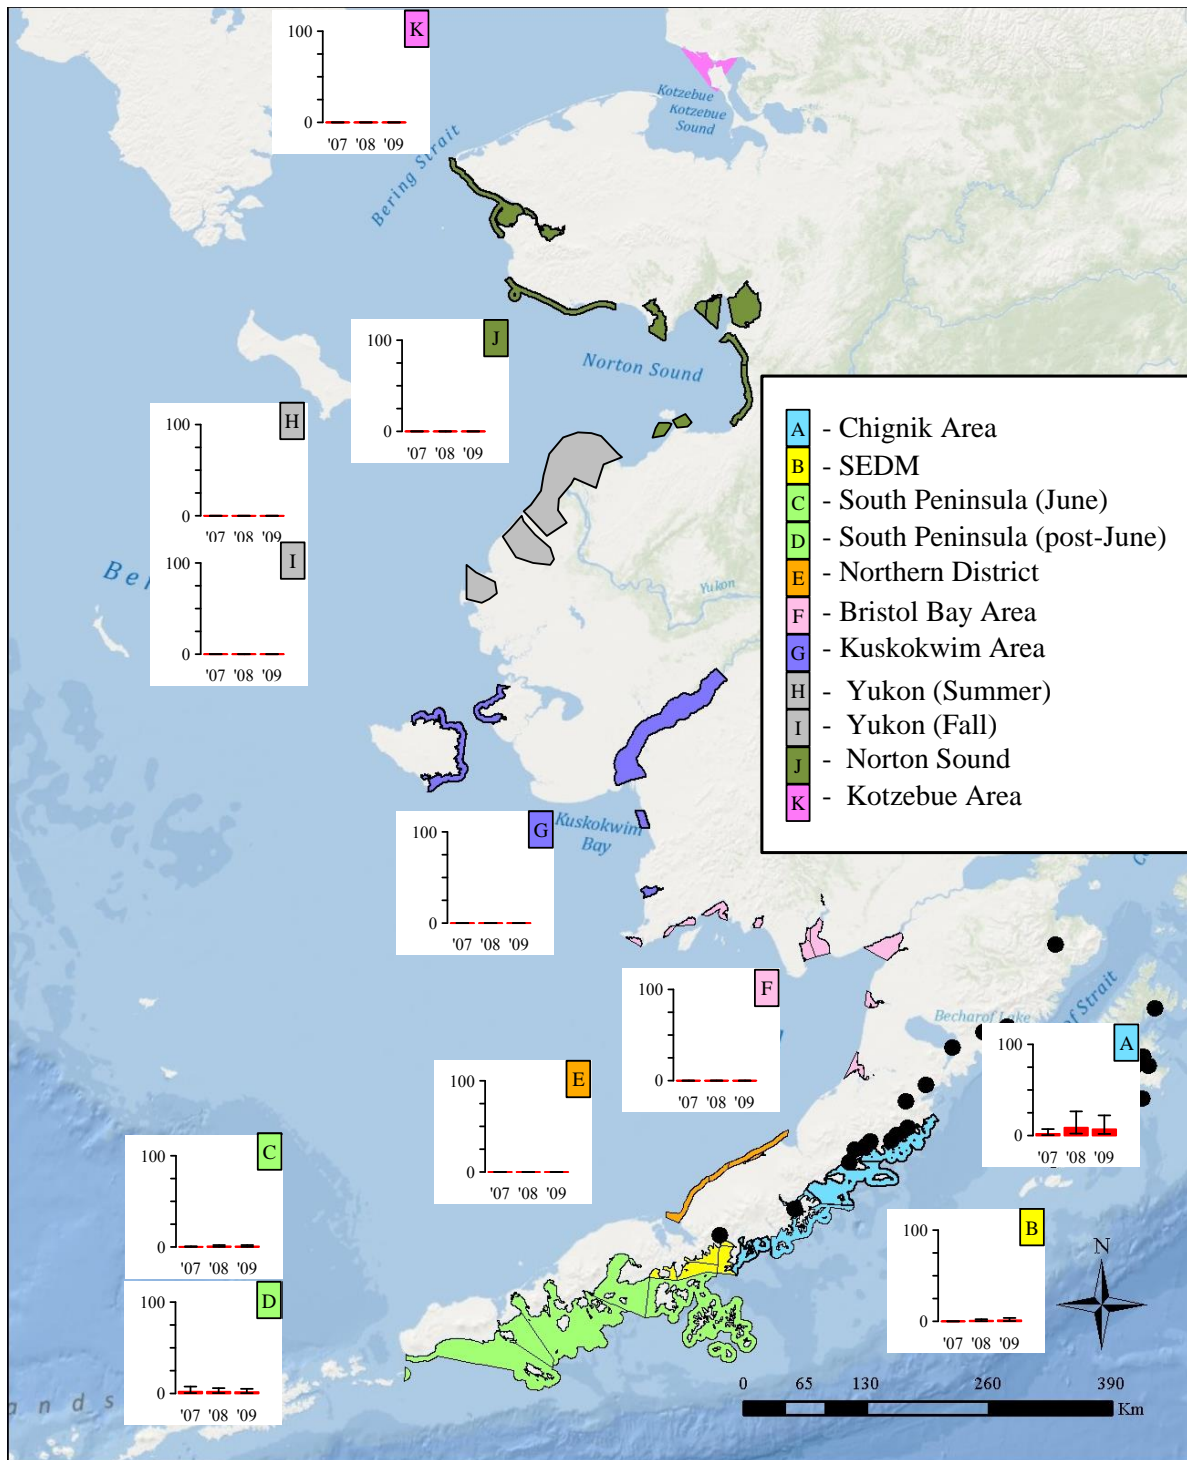 100
0
'07 '08 '09
K
Kotzebue
Kotzebue
Sound
Bering Strait
100
0
'07 '08 '09
J
Norton Sound
100
0
'07 '08 '09
H
100
0
'07 '08 '09
I
Ber
Yukon
A - Chignik Area
B - SEDM
C - South Peninsula (June)
D - South Peninsula (post-June)
E - Northern District
F - Bristol Bay Area
G - Kuskokwim Area
H - Yukon (Summer)
I - Yukon (Fall)
J - Norton Sound
K - Kotzebue Area
100
0
'07 '08 '09
G
Kuskokwim
Bay
100
0
'07 '08 '09
F
Becharof Lake
of Strait
100
0
'07 '08 '09
A
100
0
'07 '08 '09
E
100
0
'07 '08 '09
C
100
0
'07 '08 '09
D
100
0
'07 '08 '09
B
N
ands
0 65 130 260 390
Km